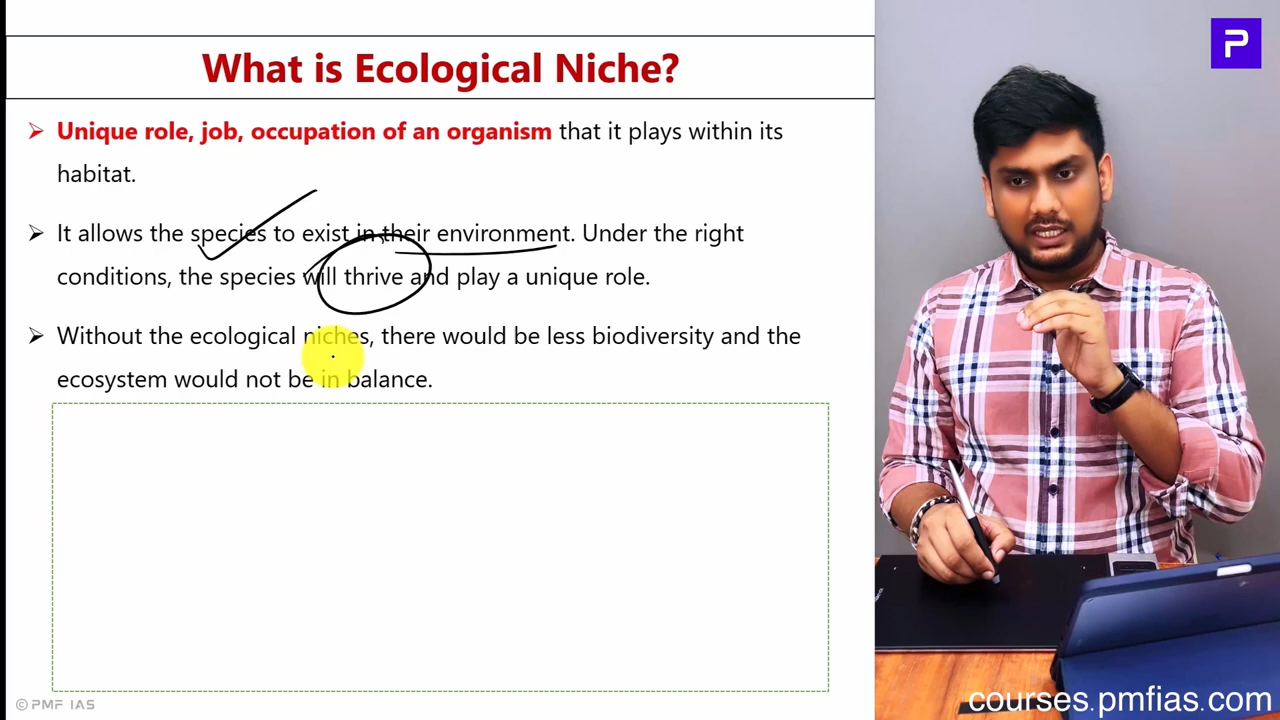 What is Ecological Niche?
➢ Unique role, job, occupation of an organism that it plays within its
habitat.
➢ It allows the species to exist in their environment. Under the right
conditions, the species will thrive and play a unique role.
➢ Without the ecological niches, there would be less biodiversity and the
ecosystem would not be in balance.
© PMF IAS
P
courses.pmfias.com